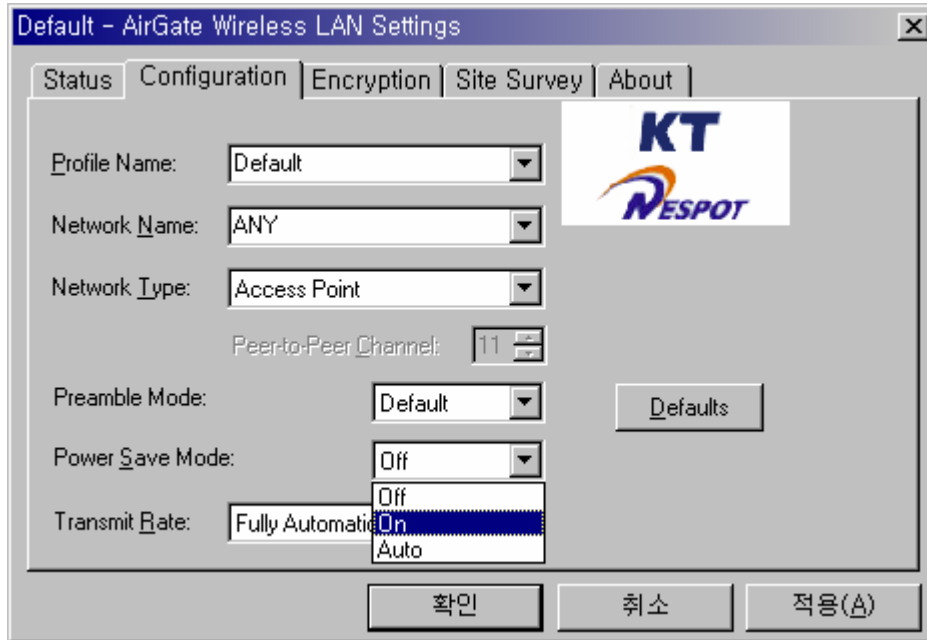 Default - AirGate Wireless LAN Settings
Status Configuration Encryption Site Survey About
KT
NESPOT
Profile Name: Default
Network Name: ANY
Network Type: Access Point
Peer-to-Peer Channel: 11
Preamble Mode: Default
Defaults
Power Save Mode: Off
Off
On
Auto
Transmit Rate: Fully Automatic
확인 취소 적용(A)